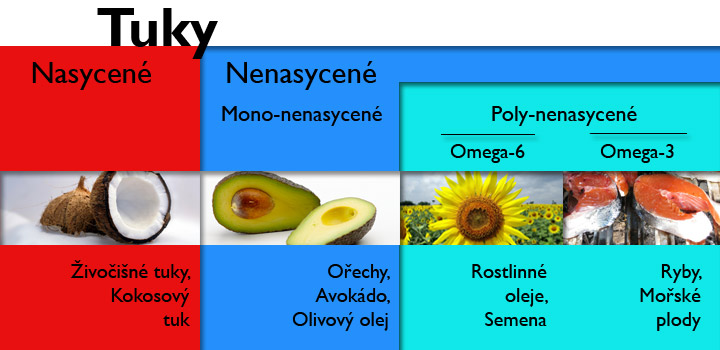 Tuky
Nasycené
Nenasycené
Mono-nenasycené
Poly-nenasycené
Omega-6
Omega-3
Živočišné tuky,
Kokosový
tuk
Ořechy,
Avokádo,
Olivový olej
Rostlinné
oleje,
Semena
Ryby,
Mořské
plody